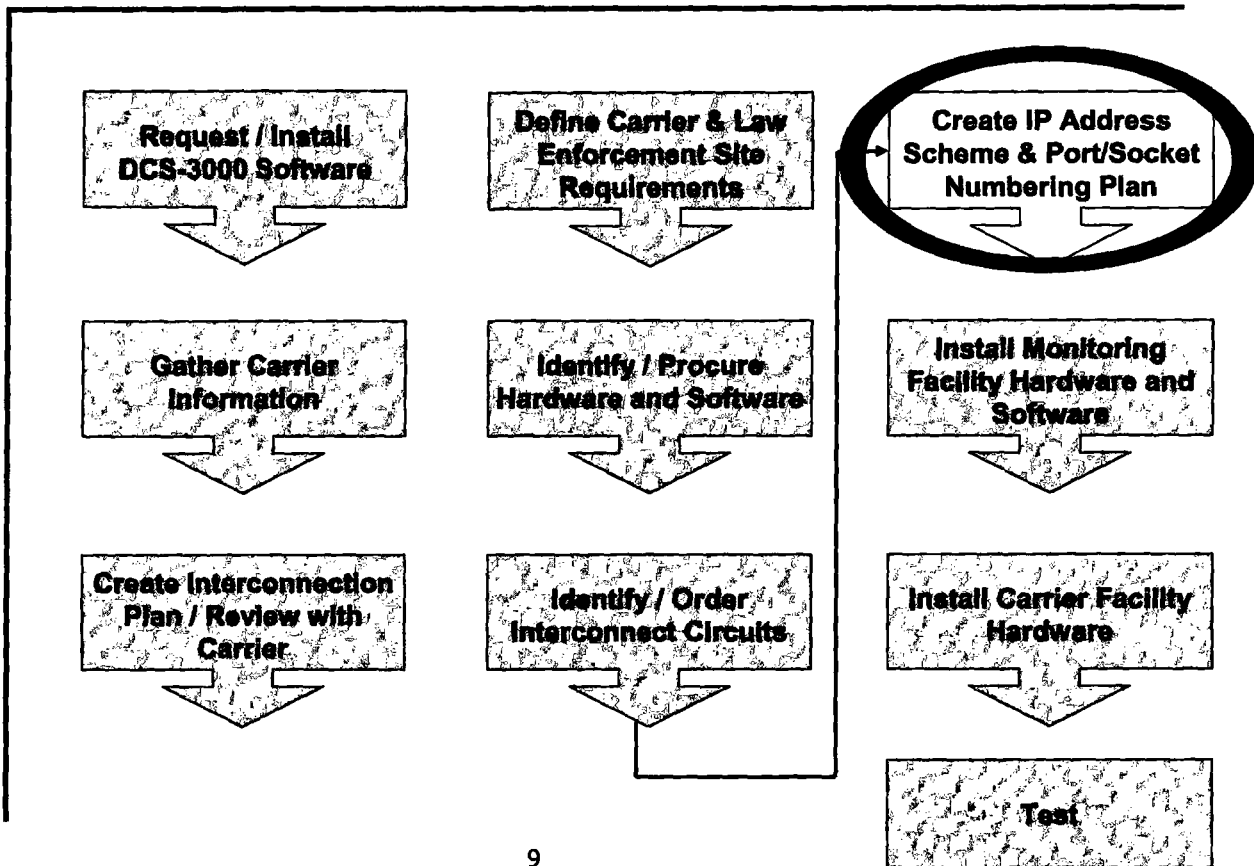 Request / Install
DCS-3000 Software
Gather Carrier
Information
Create Interconnection
Plan / Review with
Carrier
Define Carrier & Law
Enforcement Site
Requirements
Identify / Procure
Hardware and Software
Identify / Order
Interconnect Circuits
Create IP Address
Scheme & Port/Socket
Numbering Plan
Install Monitoring
Facility Hardware and
Software
Install Carrier Facility
Hardware
Test
9